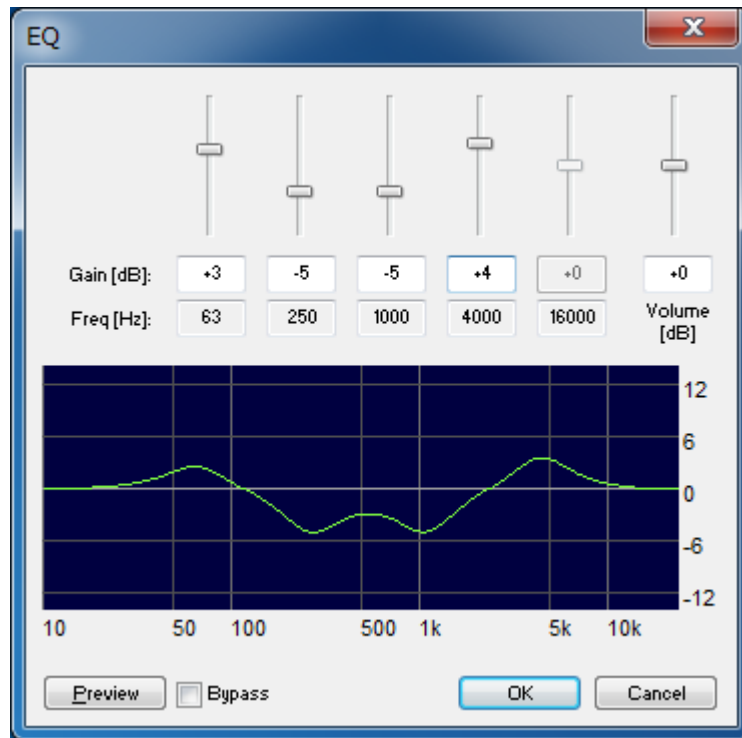 EQ
Gain [dB]: +3 -5 -5 +4 +0 +0
Freq [Hz]: 63 250 1000 4000 16000 Volume
[dB]
12
6
0
-6
-12
10 50 100 500 1k 5k 10k
Preview Bypass OK Cancel